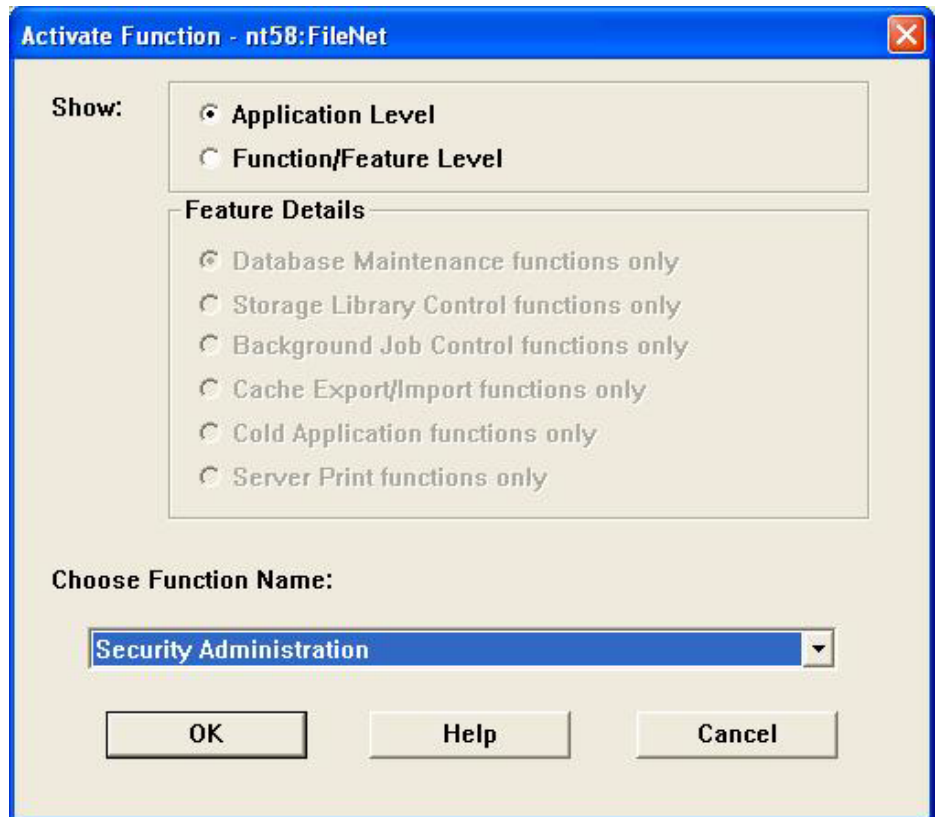 Activate Function - nt58:FileNet
Show:
Application Level
Function/Feature Level
Feature Details
Database Maintenance functions only
Storage Library Control functions only
Background Job Control functions only
Cache Export/Import functions only
Cold Application functions only
Server Print functions only
Choose Function Name:
Security Administration
OK Help Cancel